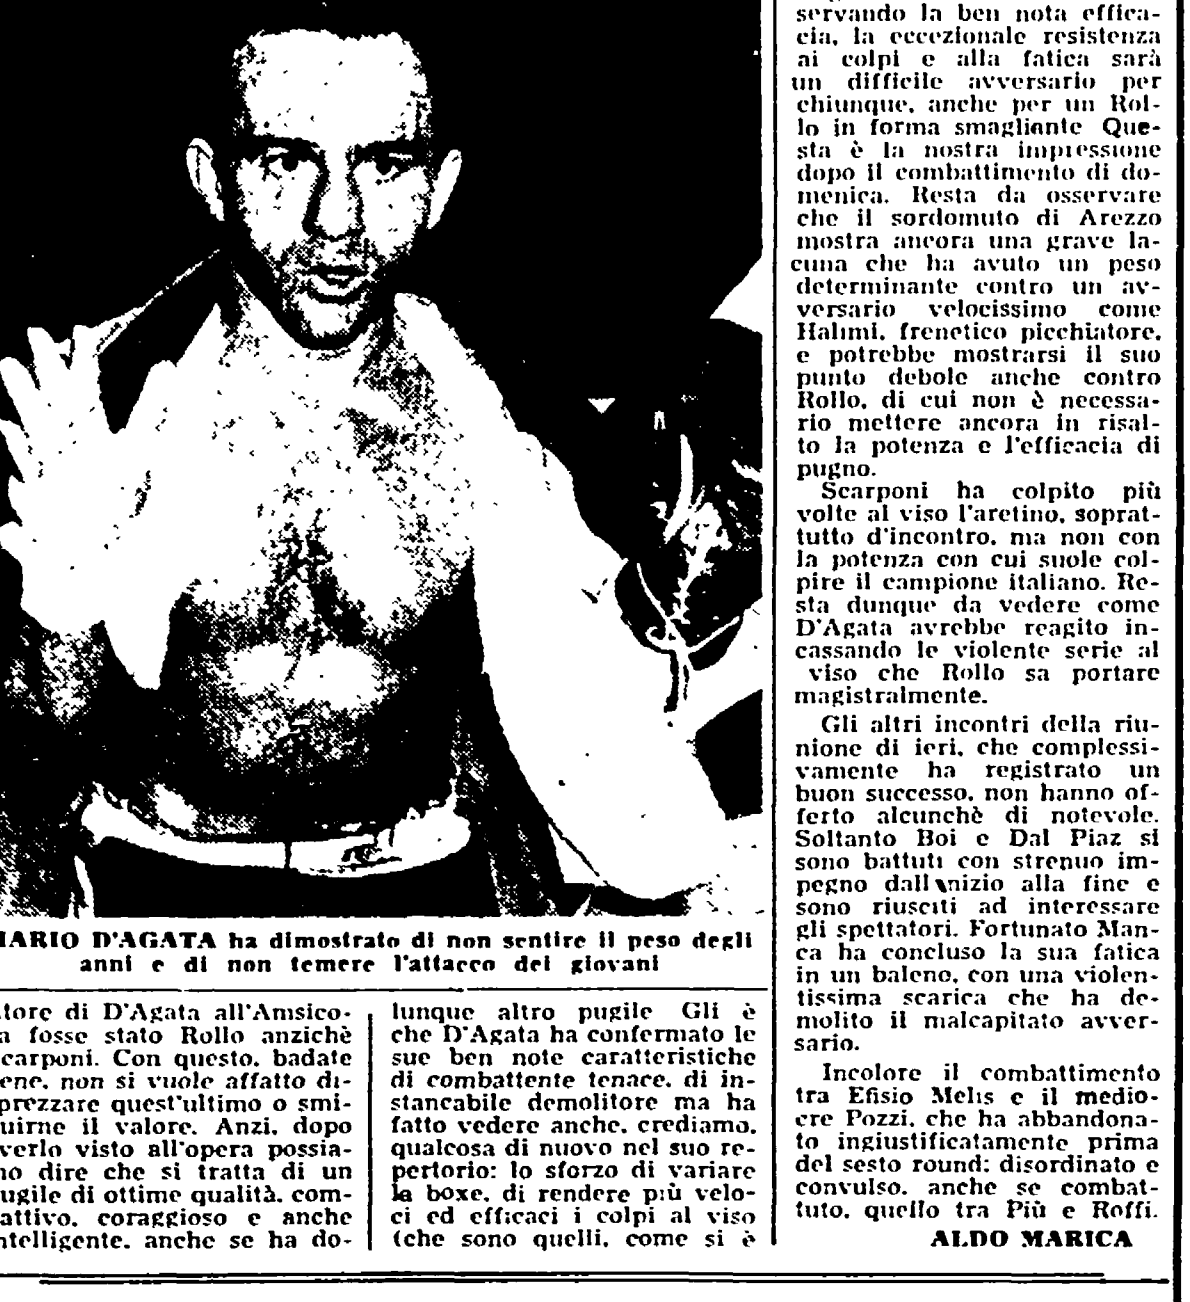 MARIO D'AGATA ha dimostrato di non sentire il peso degli
anni e di non temere l'attacco dei giovani
tore di D'Agata all'Amsico-
a fosse stato Rollo anzichè
carponi. Con questo, badate
ene, non si vuole affatto di-
prezzare quest'ultimo o smi-
uirne il valore. Anzi, dopo
verlo visto all'opera possia-
no dire che si tratta di un
ugile di ottime qualità, com-
attivo, coraggioso e anche
ntelligente, anche se ha do-
lunque altro pugile Gli è
che D'Agata ha confermato le
sue ben note caratteristiche
di combattente tenace, di in-
stancabile demolitore ma ha
fatto vedere anche, crediamo,
qualcosa di nuovo nel suo re-
pertorio: lo sforzo di variare
la boxe, di rendere più velo-
ci ed efficaci i colpi al viso
(che sono quelli, come si è
servando la ben nota effica-
cia, la eccezionale resistenza
ai colpi e alla fatica sarà
un difficile avversario per
chiunque, anche per un Rol-
lo in forma smagliante Que-
sta è la nostra impressione
dopo il combattimento di do-
menica. Resta da osservare
che il sordomuto di Arezzo
mostra ancora una grave la-
cuna che ha avuto un peso
determinante contro un av-
versario velocissimo come
Halimi, frenetico picchiatore,
e potrebbe mostrarsi il suo
punto debole anche contro
Rollo, di cui non è necessa-
rio mettere ancora in risal-
to la potenza e l'efficacia di
pugno.
Scarponi ha colpito più
volte al viso l'aretino, soprat-
tutto d'incontro, ma non con
la potenza con cui suole col-
pire il campione italiano. Re-
sta dunque da vedere come
D'Agata avrebbe reagito in-
cassando le violente serie al
viso che Rollo sa portare
magistralmente.
Gli altri incontri della riu-
nione di ieri, che complessi-
vamente ha registrato un
buon successo, non hanno of-
ferto alcunchè di notevole.
Soltanto Boi e Dal Piaz si
sono battuti con strenuo im-
pegno dall'inizio alla fine e
sono riusciti ad interessare
gli spettatori. Fortunato Man-
ca ha concluso la sua fatica
in un baleno, con una violen-
tissima scarica che ha de-
molito il malcapitato avver-
sario.
Incolore il combattimento
tra Efisio Melis e il medio-
cre Pozzi, che ha abbandona-
to ingiustificatamente prima
del sesto round: disordinato e
convulso, anche se combat-
tuto, quello tra Più e Roffi.
ALDO MARICA